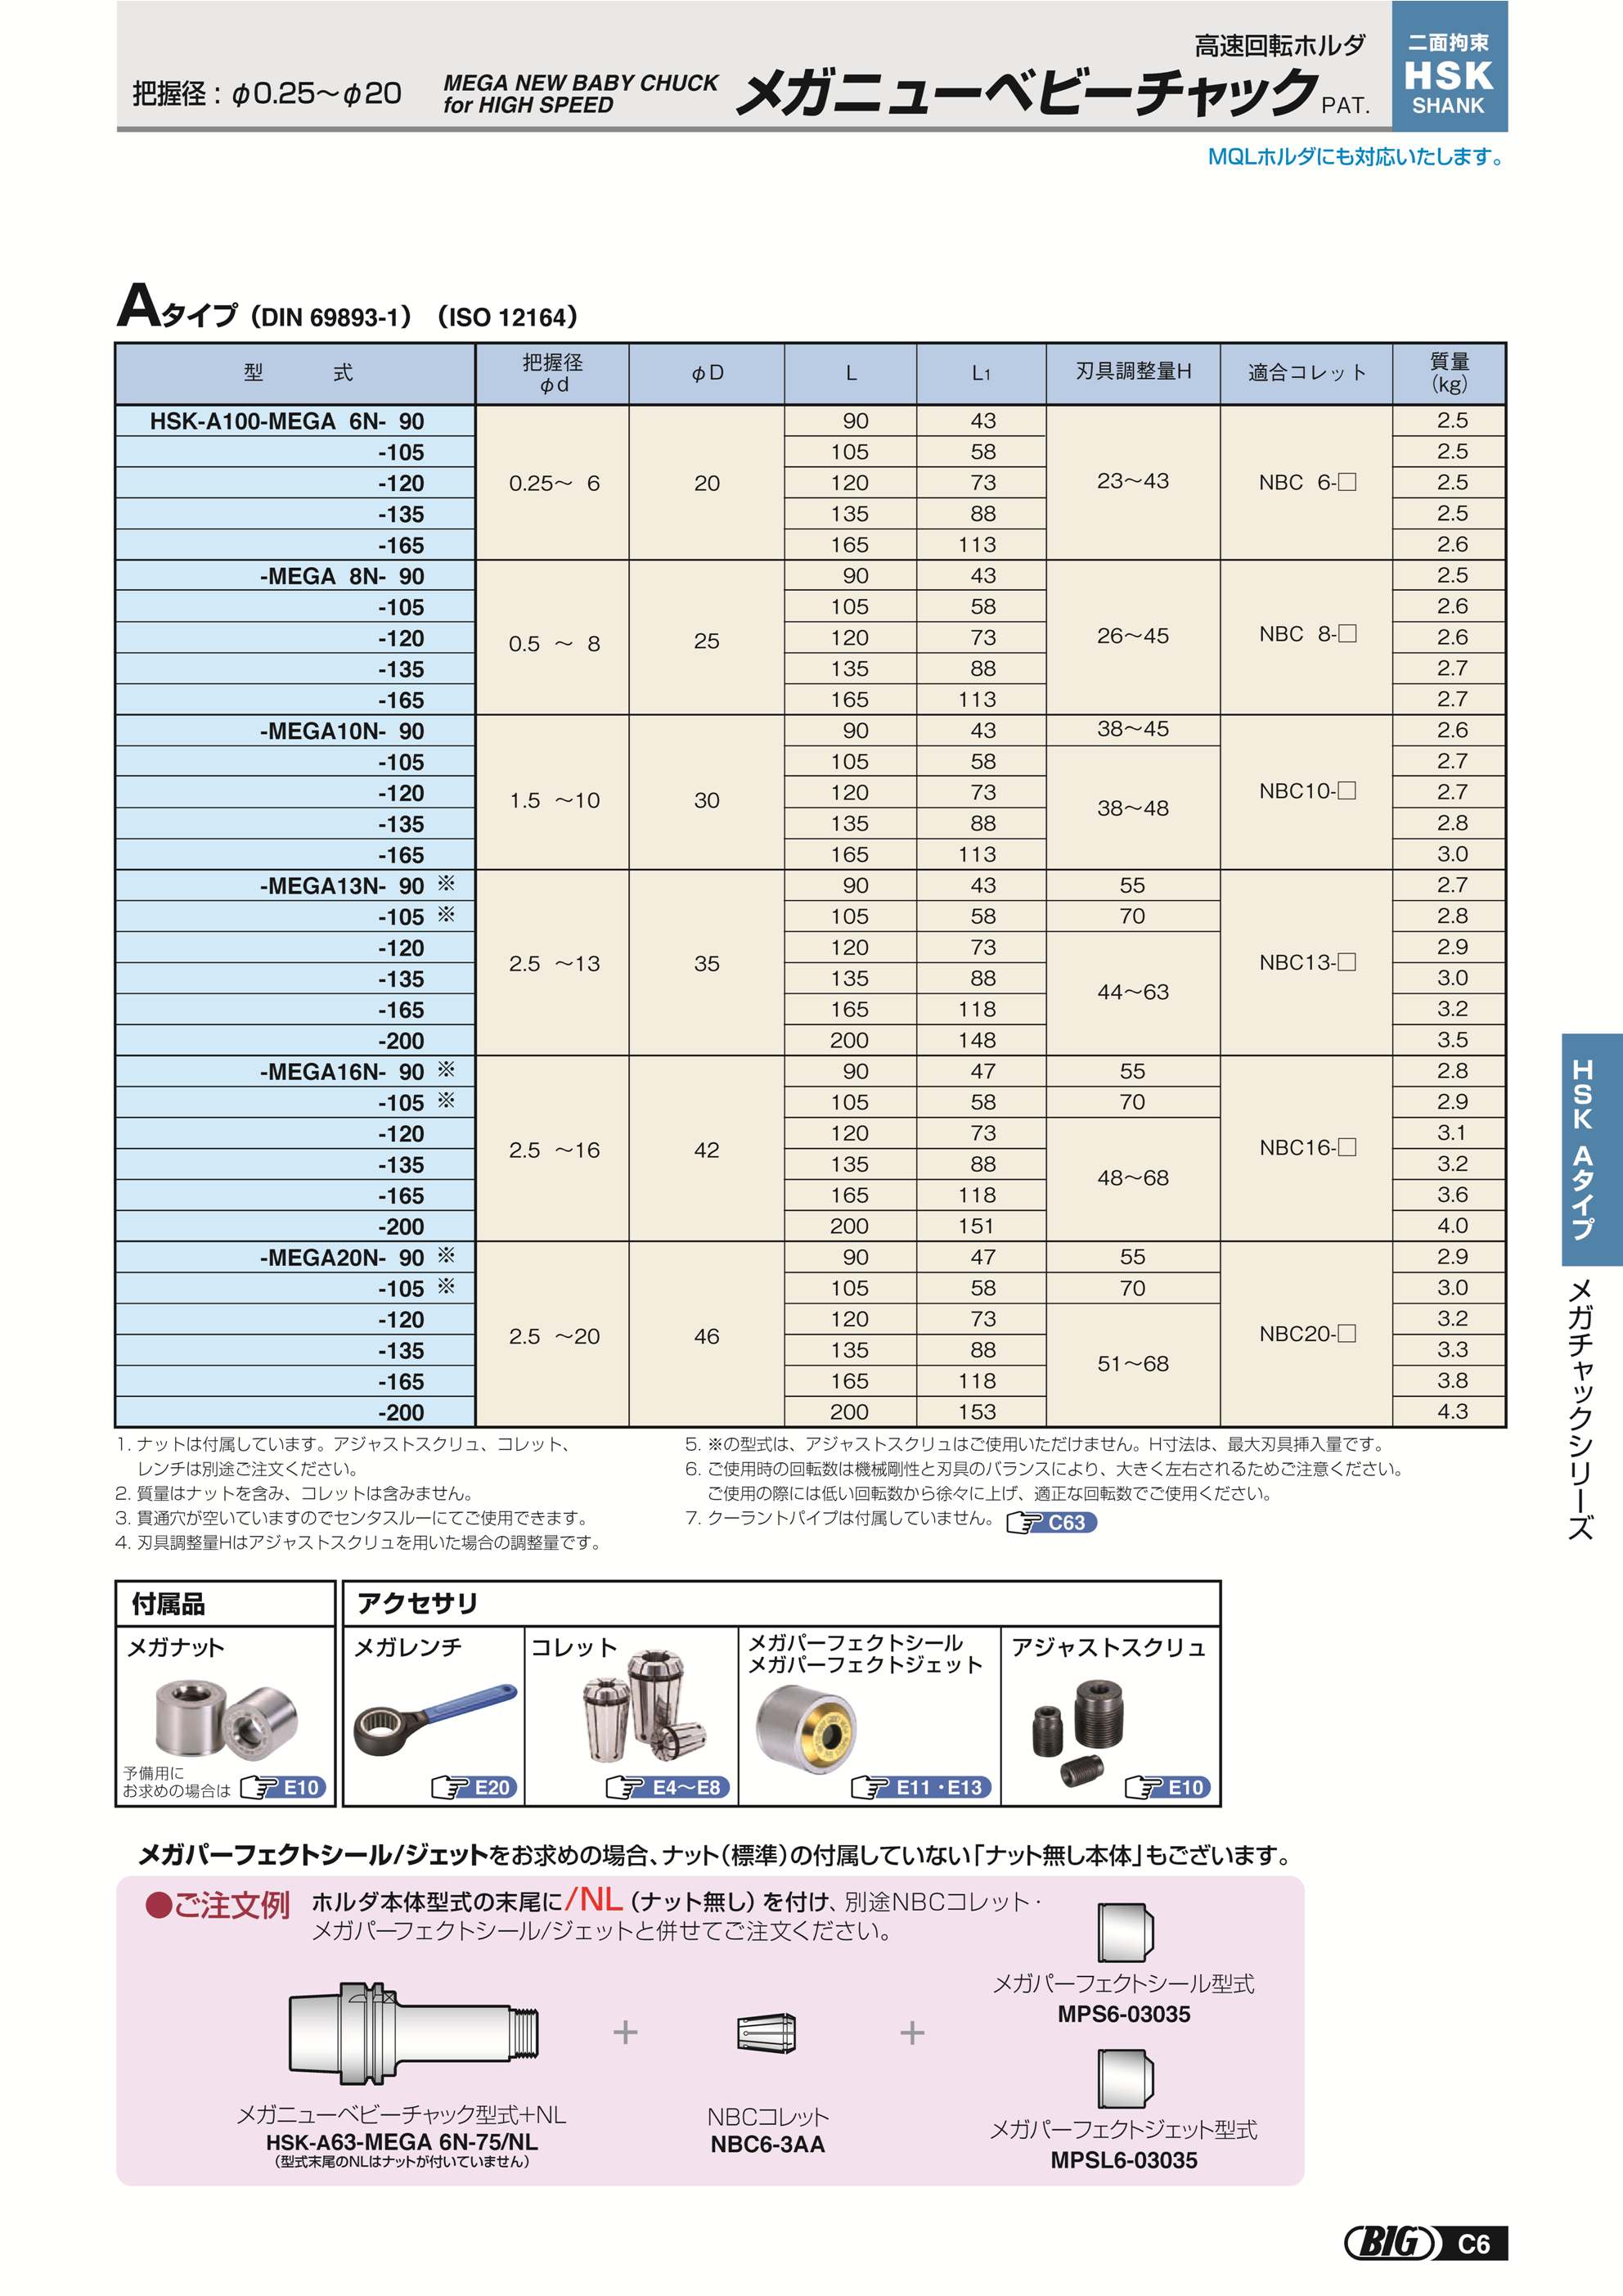 高速回転ホルダ
把握径：φ0.25〜φ20
MEGA NEW BABY CHUCK
for HIGH SPEED
メガニューベビーチャック PAT.
二面拘束
HSK
SHANK
MQLホルダにも対応いたします。
Aタイプ（DIN 69893-1）（ISO 12164）
型　式 把握径φd φD L L1 刃具調整量H 適合コレット 質量(kg)
HSK-A100-MEGA 6N- 90 0.25〜 6 20 90 43 23〜43 NBC 6-□ 2.5
-105 105 58 2.5
-120 120 73 2.5
-135 135 88 2.5
-165 165 113 2.6
-MEGA 8N- 90 0.5 〜 8 25 90 43 26〜45 NBC 8-□ 2.5
-105 105 58 2.6
-120 120 73 2.6
-135 135 88 2.7
-165 165 113 2.7
-MEGA10N- 90 1.5 〜10 30 90 43 38〜45 NBC10-□ 2.6
-105 105 58 38〜48 2.7
-120 120 73 2.7
-135 135 88 2.8
-165 165 113 3.0
-MEGA13N- 90 ※ 2.5 〜13 35 90 43 55 NBC13-□ 2.7
-105 ※ 105 58 70 2.8
-120 120 73 44〜63 2.9
-135 135 88 3.0
-165 165 118 3.2
-200 200 148 3.5
-MEGA16N- 90 ※ 2.5 〜16 42 90 47 55 NBC16-□ 2.8
-105 ※ 105 58 70 2.9
-120 120 73 48〜68 3.1
-135 135 88 3.2
-165 165 118 3.6
-200 200 151 4.0
-MEGA20N- 90 ※ 2.5 〜20 46 90 47 55 NBC20-□ 2.9
-105 ※ 105 58 70 3.0
-120 120 73 51〜68 3.2
-135 135 88 3.3
-165 165 118 3.8
-200 200 153 4.3
1. ナットは付属しています。アジャストスクリュ、コレット、
レンチは別途ご注文ください。
2. 質量はナットを含み、コレットは含みません。
3. 貫通穴が空いていますのでセンタスルーにてご使用できます。
4. 刃具調整量Hはアジャストスクリュを用いた場合の調整量です。
5. ※の型式は、アジャストスクリュはご使用いただけません。H寸法は、最大刃具挿入量です。
6. ご使用時の回転数は機械剛性と刃具のバランスにより、大きく左右されるためご注意ください。
ご使用の際には低い回転数から徐々に上げ、適正な回転数でご使用ください。
7. クーラントパイプは付属していません。 C63
HSK Aタイプ
メガチャックシリーズ
付属品
メガナット
予備用に
お求めの場合は E10
アクセサリ
メガレンチ
E20
コレット
E4〜E8
メガパーフェクトシール
メガパーフェクトジェット
E11・E13
アジャストスクリュ
E10
メガパーフェクトシール/ジェットをお求めの場合、ナット（標準）の付属していない「ナット無し本体」もございます。
●ご注文例 ホルダ本体型式の末尾に/NL（ナット無し）を付け、別途NBCコレット・
メガパーフェクトシール/ジェットと併せてご注文ください。
メガニューベビーチャック型式+NL
HSK-A63-MEGA 6N-75/NL
（型式末尾のNLはナットが付いていません）
+
NBCコレット
NBC6-3AA
+
メガパーフェクトシール型式
MPS6-03035
メガパーフェクトジェット型式
MPSL6-03035
BIG C6